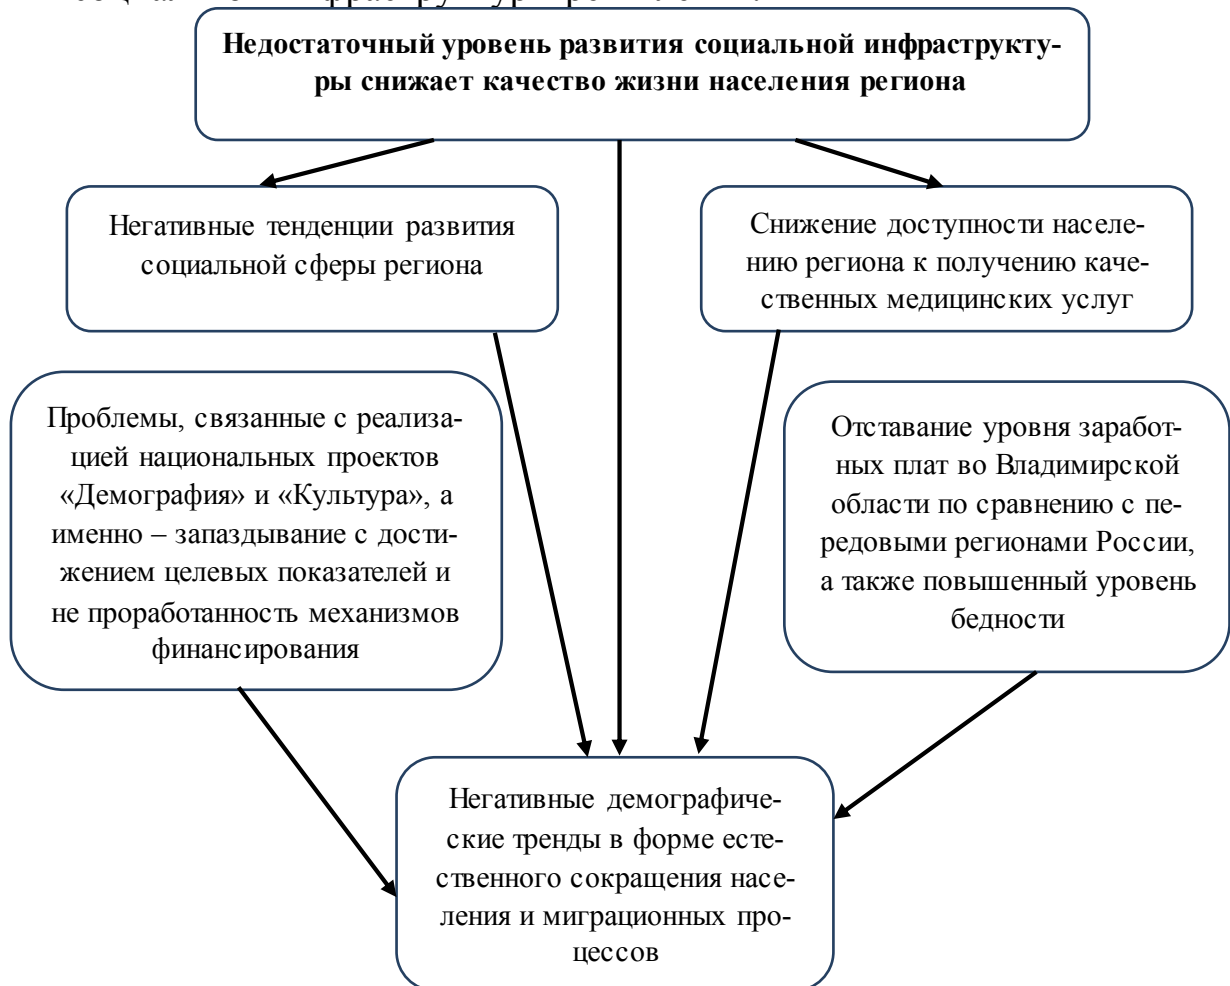 Недостаточный уровень развития социальной инфраструкту-
ры снижает качество жизни населения региона
Негативные тенденции развития
социальной сферы региона
Снижение доступности населе-
нию региона к получению каче-
ственных медицинских услуг
Проблемы, связанные с реализа-
цией национальных проектов
«Демография» и «Культура», а
именно – запаздывание с дости-
жением целевых показателей и
не проработанность механизмов
финансирования
Отставание уровня заработ-
ных плат во Владимирской
области по сравнению с пе-
редовыми регионами России,
а также повышенный уровень
бедности
Негативные демографиче-
ские тренды в форме есте-
ственного сокращения насе-
ления и миграционных про-
цессов